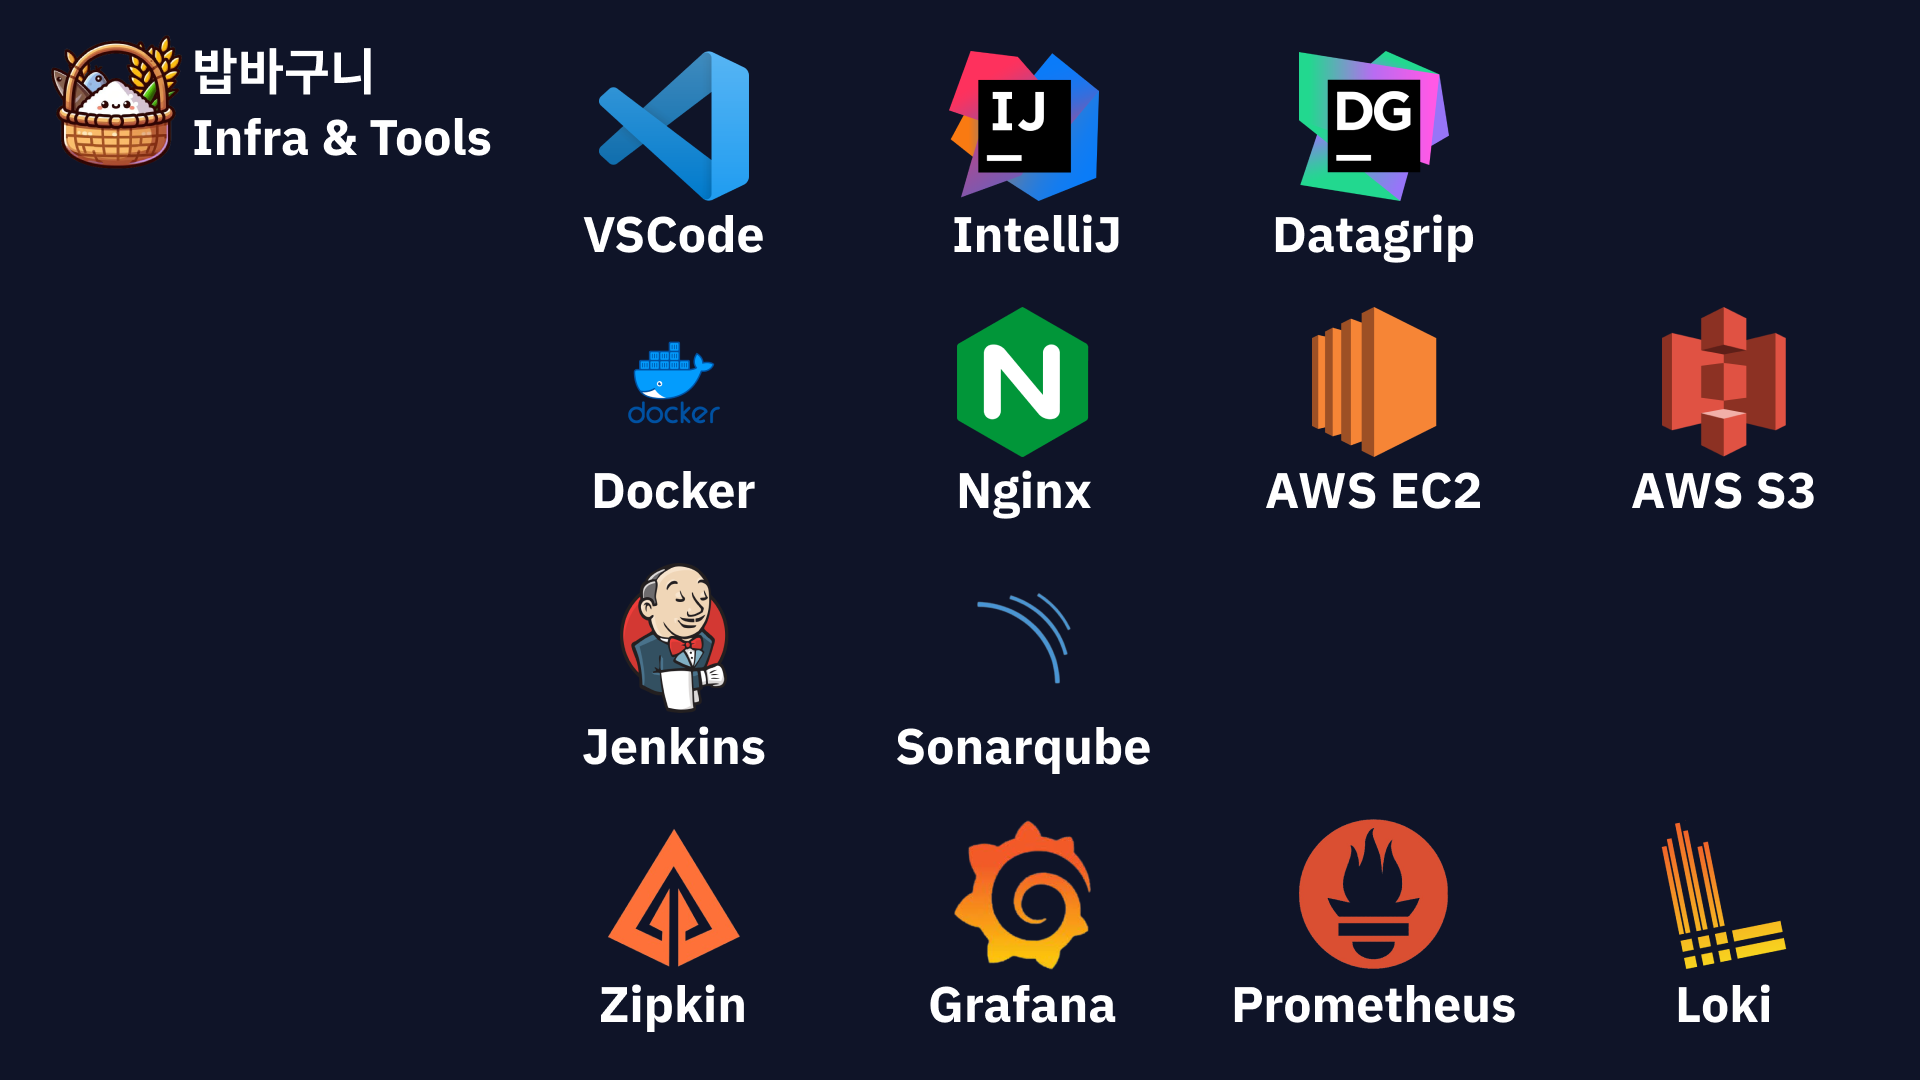 밥바구니
Infra & Tools
IJ
DG
VSCode
IntelliJ
Datagrip
docker
Docker
Nginx
AWS EC2
AWS S3
Jenkins
Sonarqube
Zipkin
Grafana
Prometheus
Loki